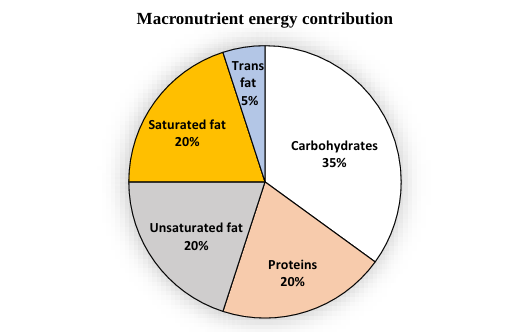 Macronutrient energy contribution
Trans
fat
5%
Saturated fat
20%
Carbohydrates
35%
Unsaturated fat
20%
Proteins
20%